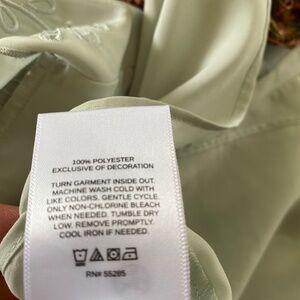 100% POLYESTER
EXCLUSIVE OF DECORATION
TURN GARMENT INSIDE OUT.
MACHINE WASH COLD WITH
LIKE COLORS. GENTLE CYCLE.
ONLY NON-CHLORINE BLEACH
WHEN NEEDED. TUMBLE DRY
LOW. REMOVE PROMPTLY.
COOL IRON IF NEEDED.
RN# 55285